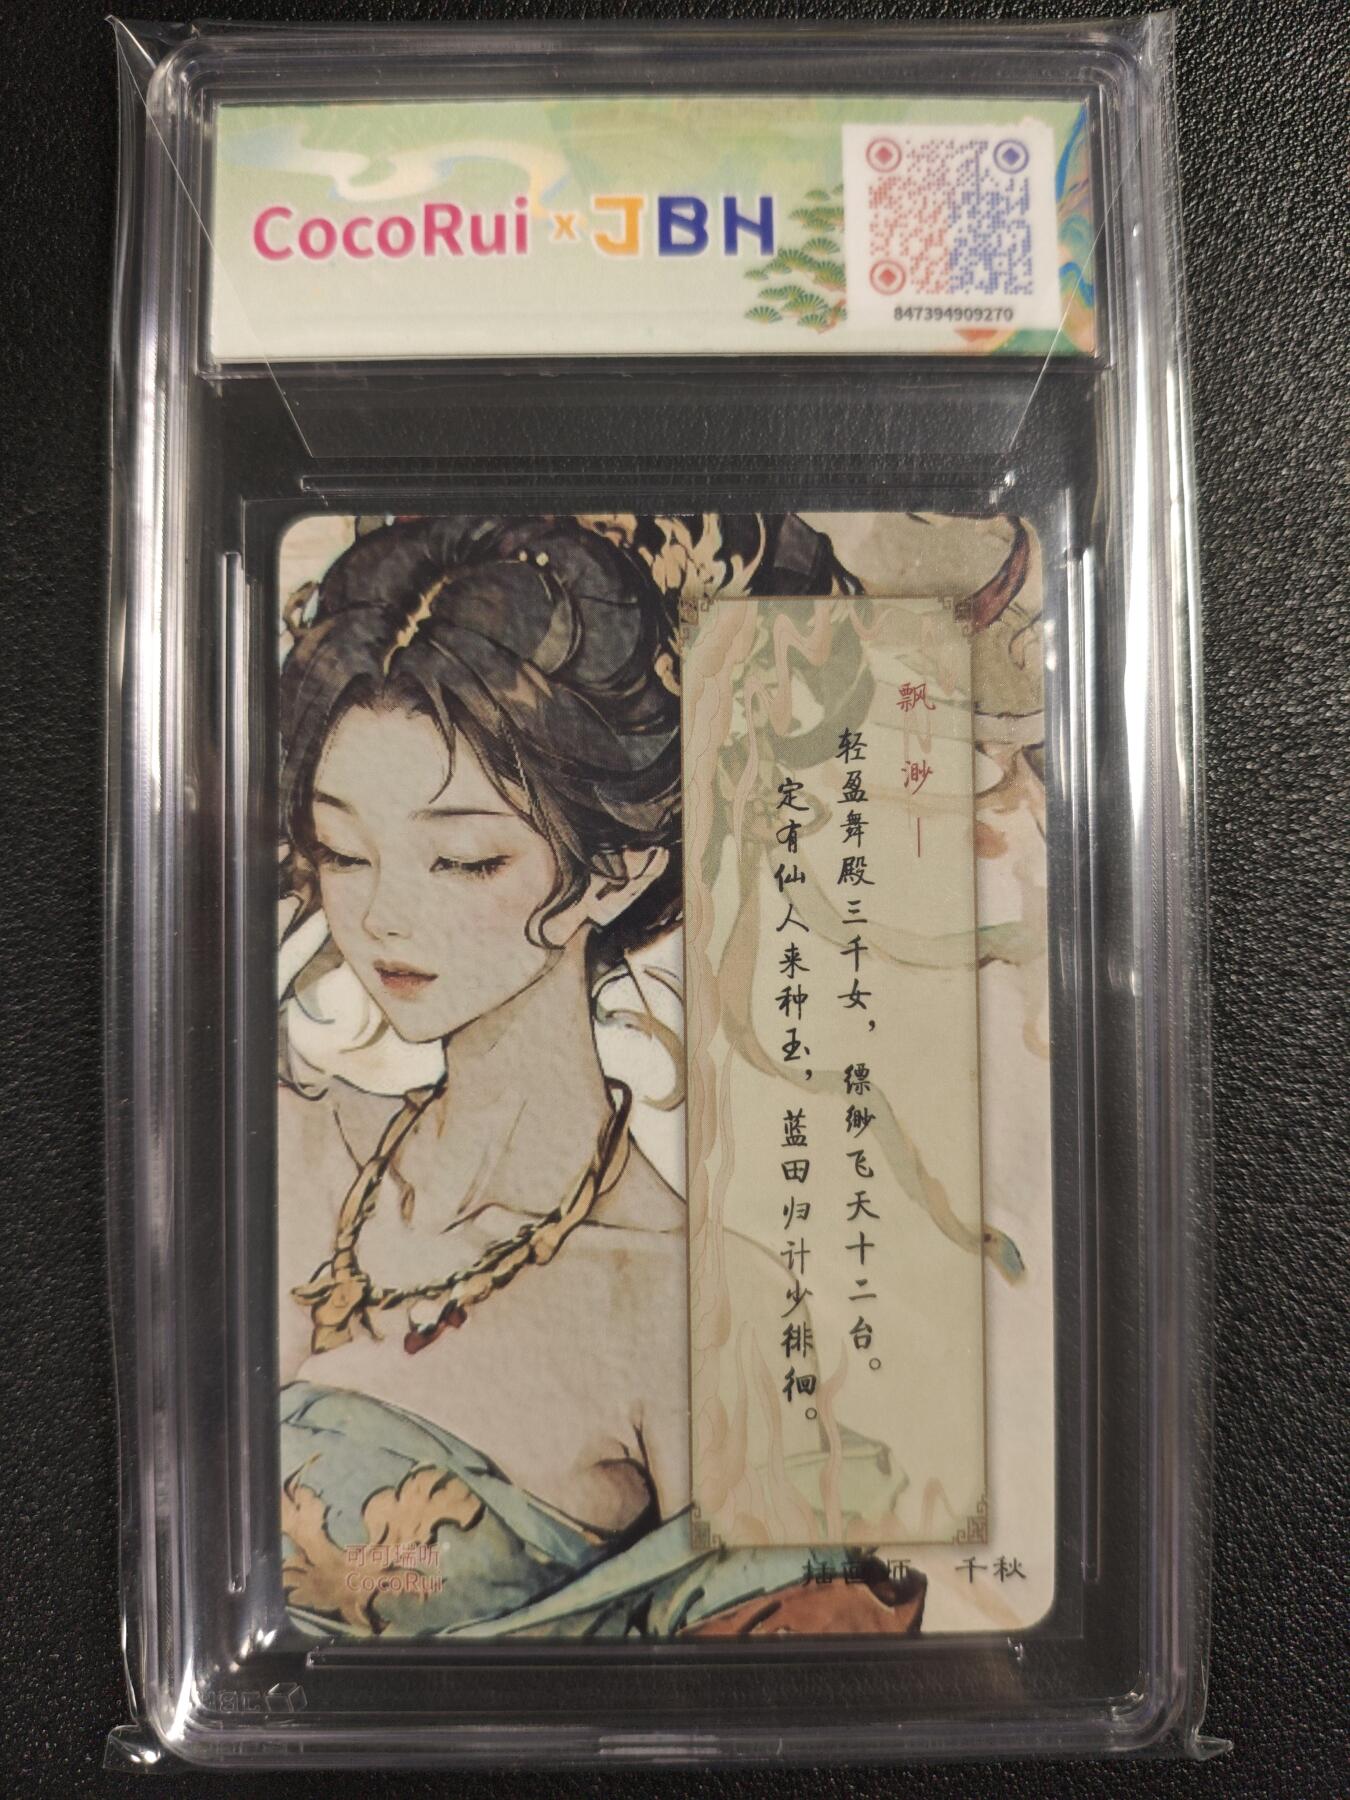 CocoRui x JBH
847394909270
飘渺一
轻盈舞殿三千女，缥缈飞天十二台。
定有仙人来种玉，蓝田归计少徘徊。
可可瑞昕
CocoRui
插画师 千秋